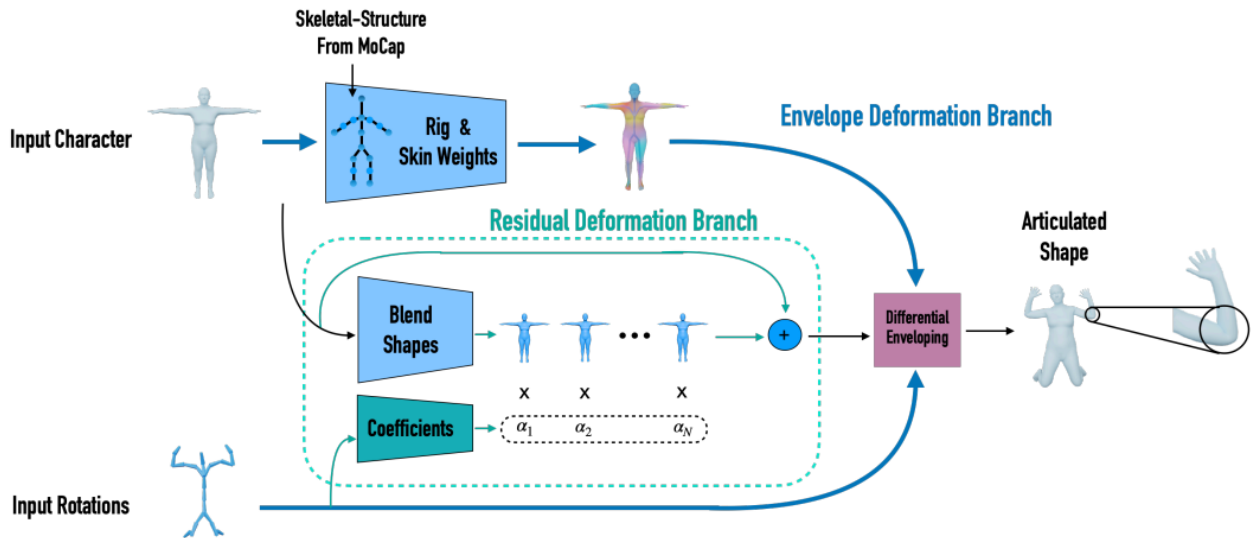 Skeletal-Structure
From MoCap
Input Character
Rig &
Skin Weights
Envelope Deformation Branch
Residual Deformation Branch
Articulated
Shape
Blend
Shapes
+
Differential
Enveloping
x x x
Coefficients
α1 α2 αN
Input Rotations